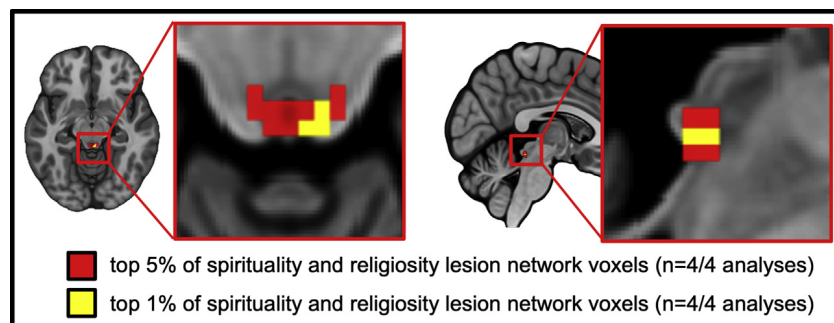 top 5% of spirituality and religiosity lesion network voxels (n=4/4 analyses)
top 1% of spirituality and religiosity lesion network voxels (n=4/4 analyses)